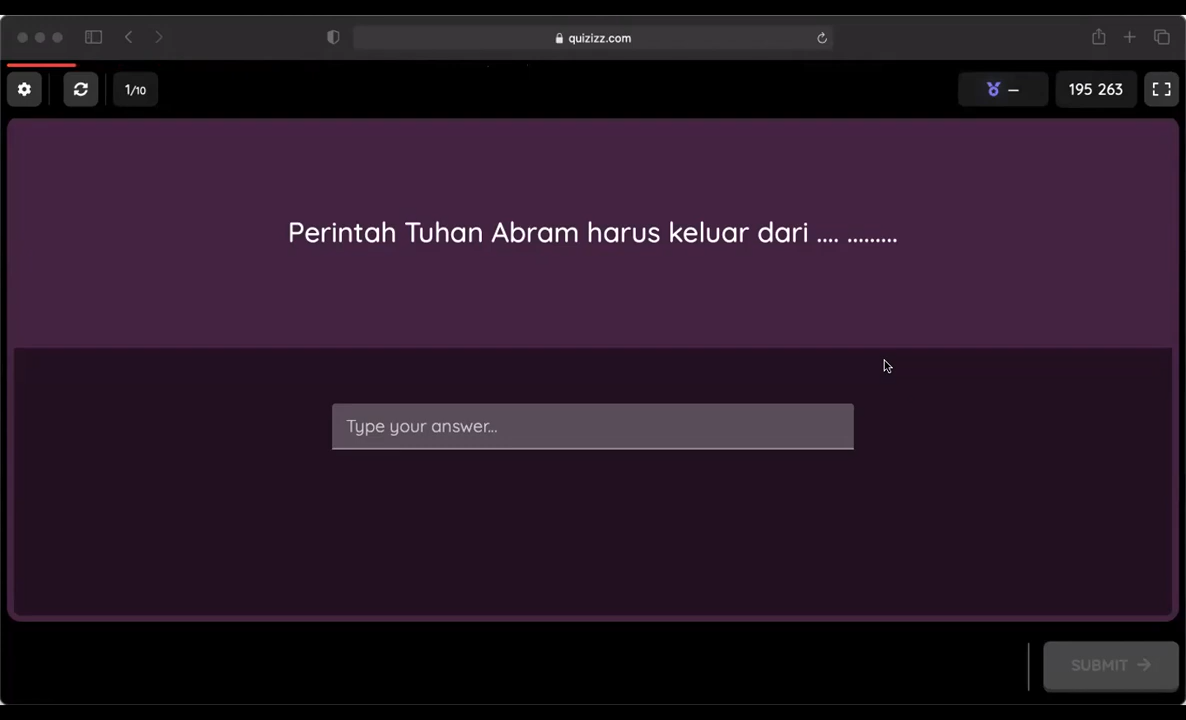 quizizz.com
1/10
–
195 263
Perintah Tuhan Abram harus keluar dari .... .........
Type your answer...
SUBMIT →